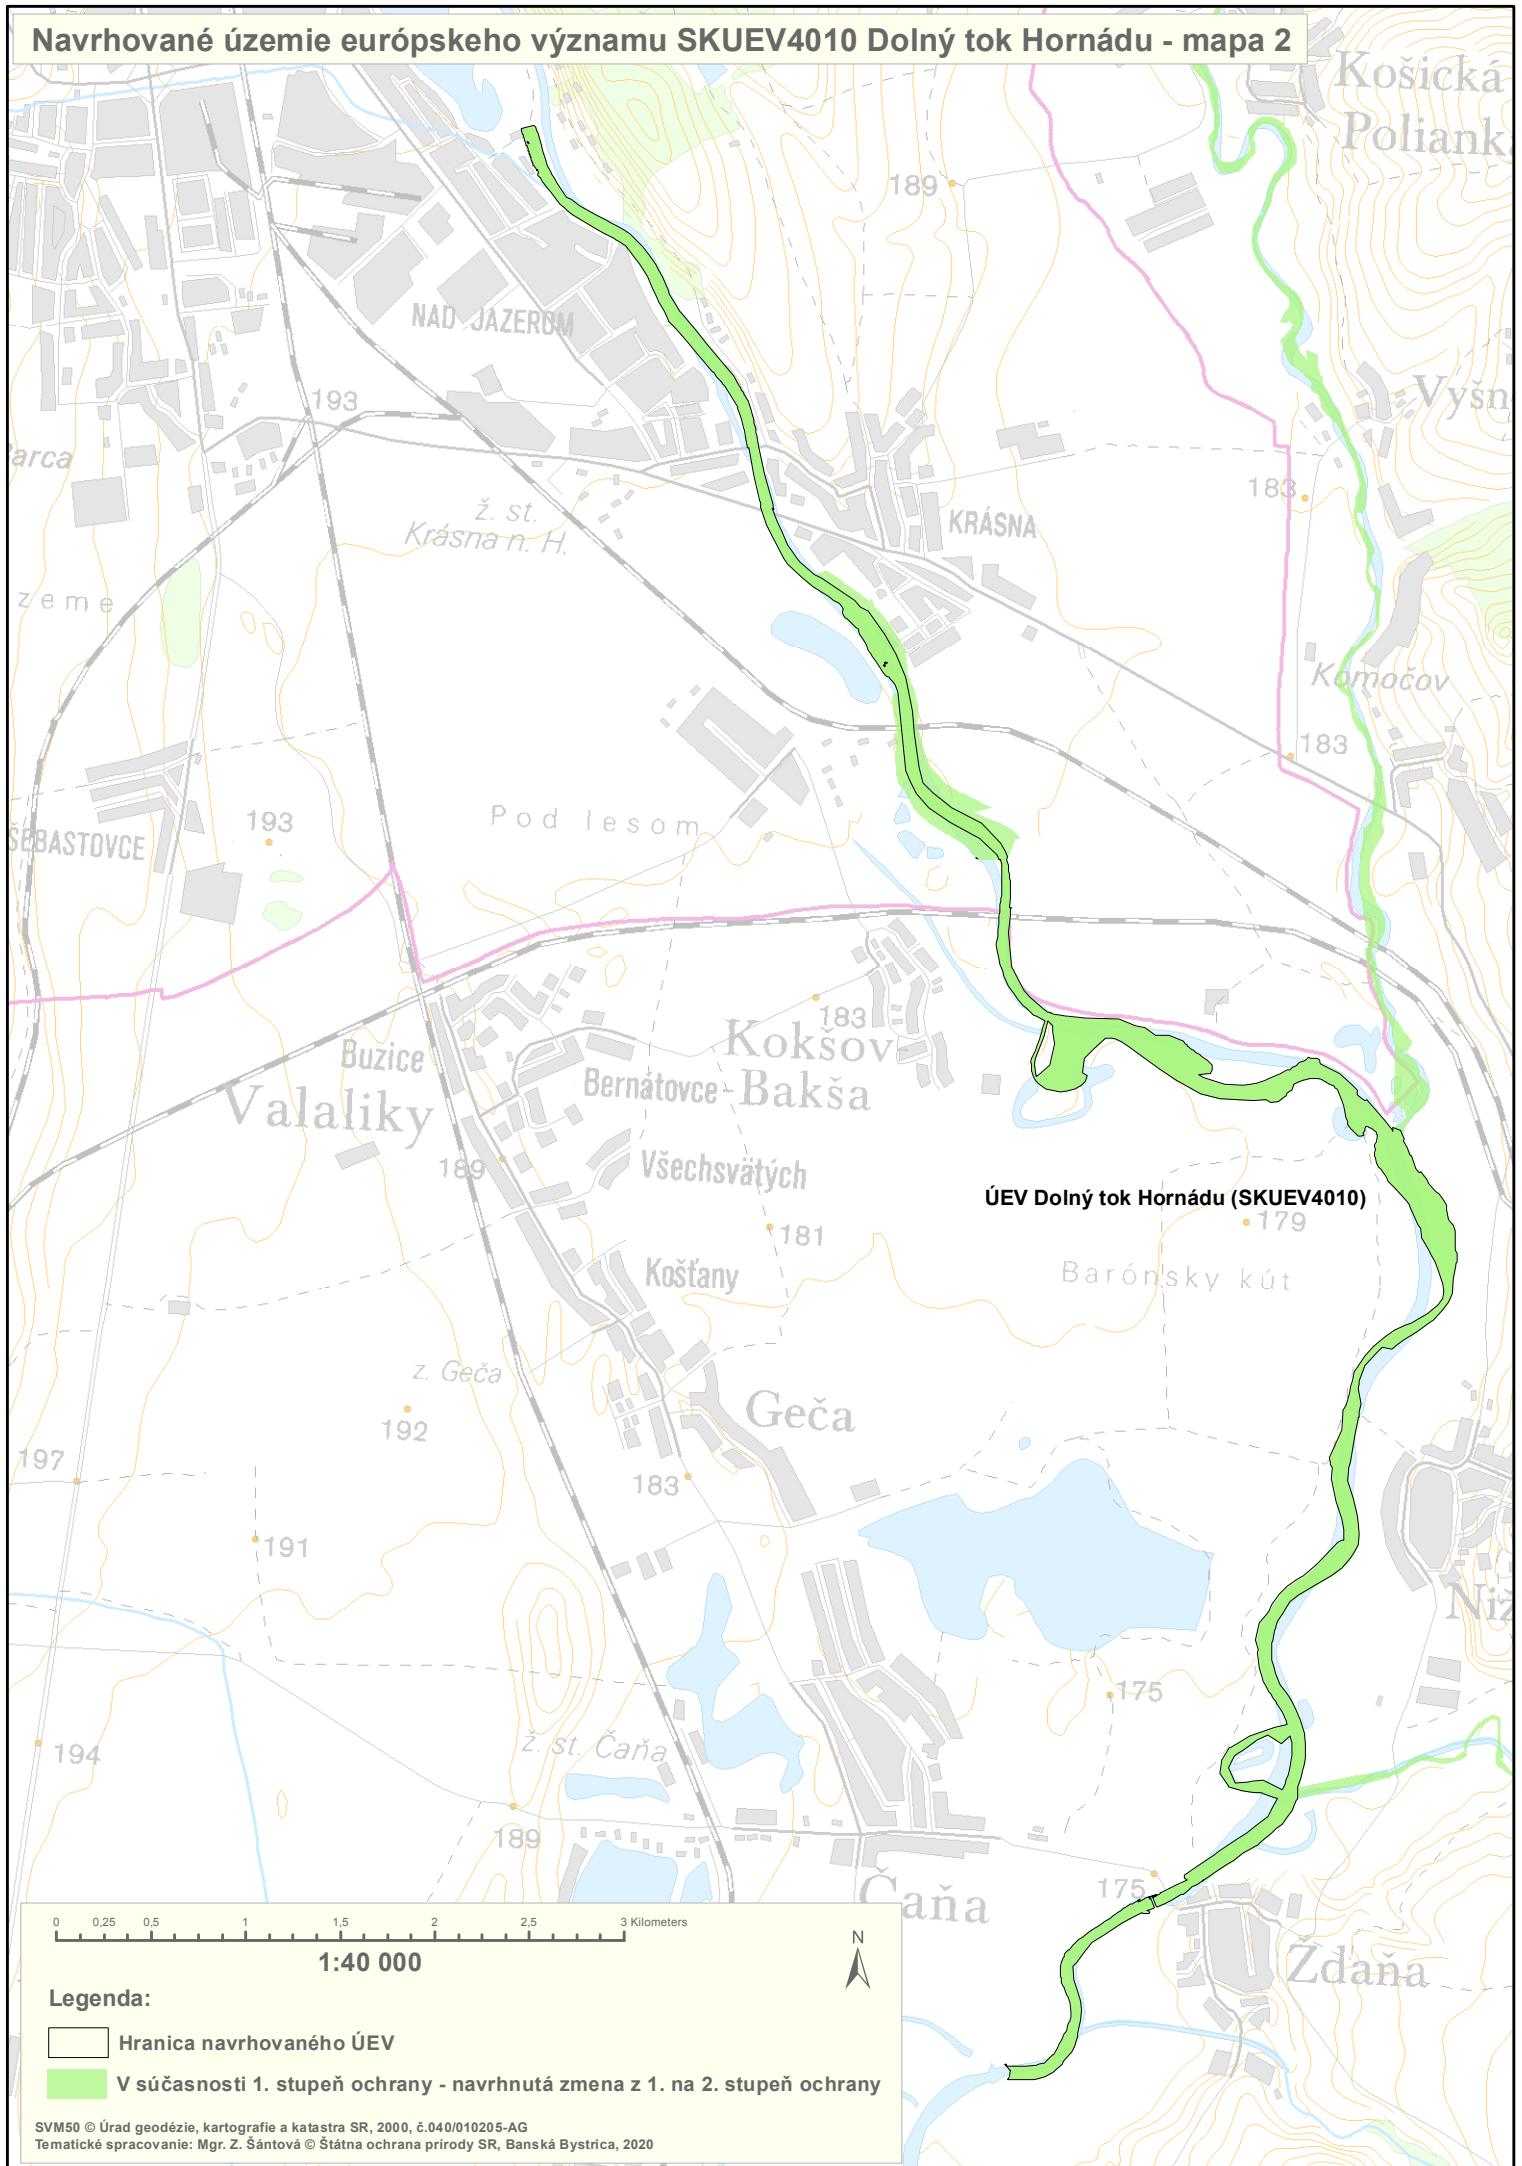 Navrhované územie európskeho významu SKUEV4010 Dolný tok Hornádu - mapa 2
Košická
Polianka
189
NAD JAZEROM
Vyšn
193
arca
183
ž. st.
Krásna n. H.
KRÁSNA
zeme
Komočov
183
193
Pod lesom
ŠEBASTOVCE
183
Kokšov-
Buzice
Bernátovce
Bakša
Valaliky
189
Všechsvätých
ÚEV Dolný tok Hornádu (SKUEV4010)
179
181
Košťany
Barónsky kút
z. Geča
Geča
192
197
183
191
Niž
175
ž. st. Čaňa
194
189
175
Čaňa
Ždaňa
0 0,25 0,5 1 1,5 2 2,5 3 Kilometers
1:40 000
N
Legenda:
Hranica navrhovaného ÚEV
V súčasnosti 1. stupeň ochrany - navrhnutá zmena z 1. na 2. stupeň ochrany
SVM50 © Úrad geodézie, kartografie a katastra SR, 2000, č.040/010205-AG
Tematické spracovanie: Mgr. Z. Šántová © Štátna ochrana prírody SR, Banská Bystrica, 2020